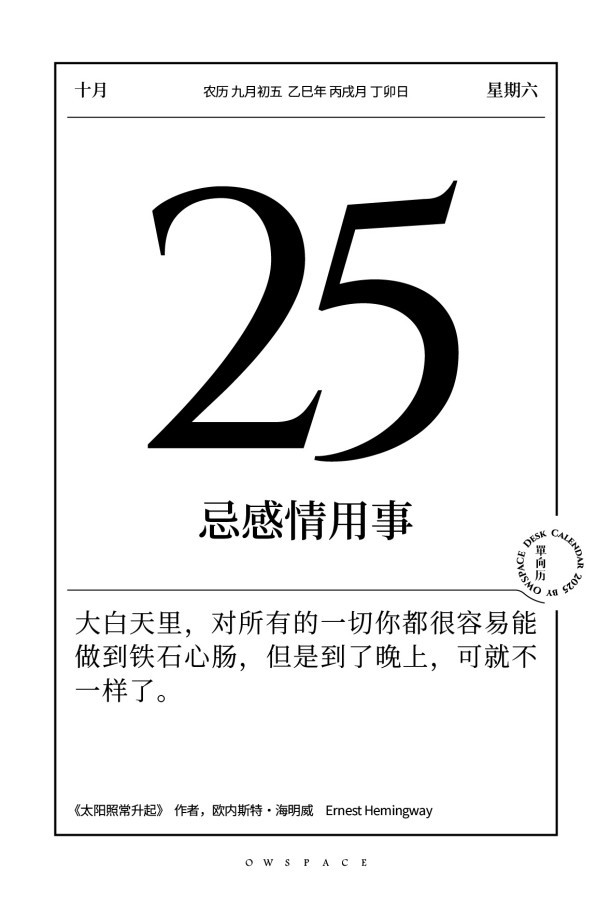 十月 农历 九月初五 乙巳年 丙戌月 丁卯日 星期六
25
忌感情用事
單向历
DESK CALENDAR 2025 BY OWSPACE
大白天里，对所有的一切你都很容易能
做到铁石心肠，但是到了晚上，可就不
一样了。
《太阳照常升起》 作者，欧内斯特·海明威 Ernest Hemingway
OWSPACE